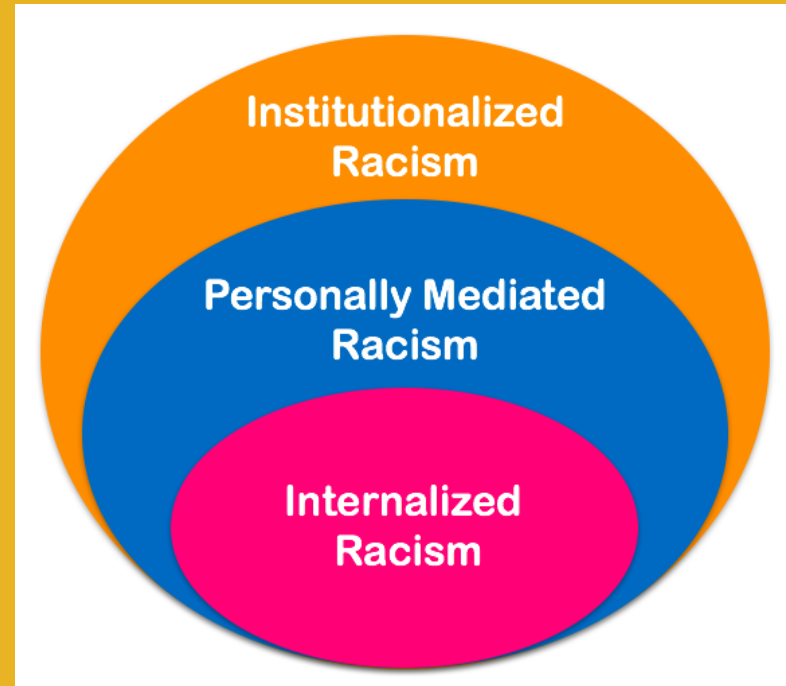 Institutionalized
Racism
Personally Mediated
Racism
Internalized
Racism